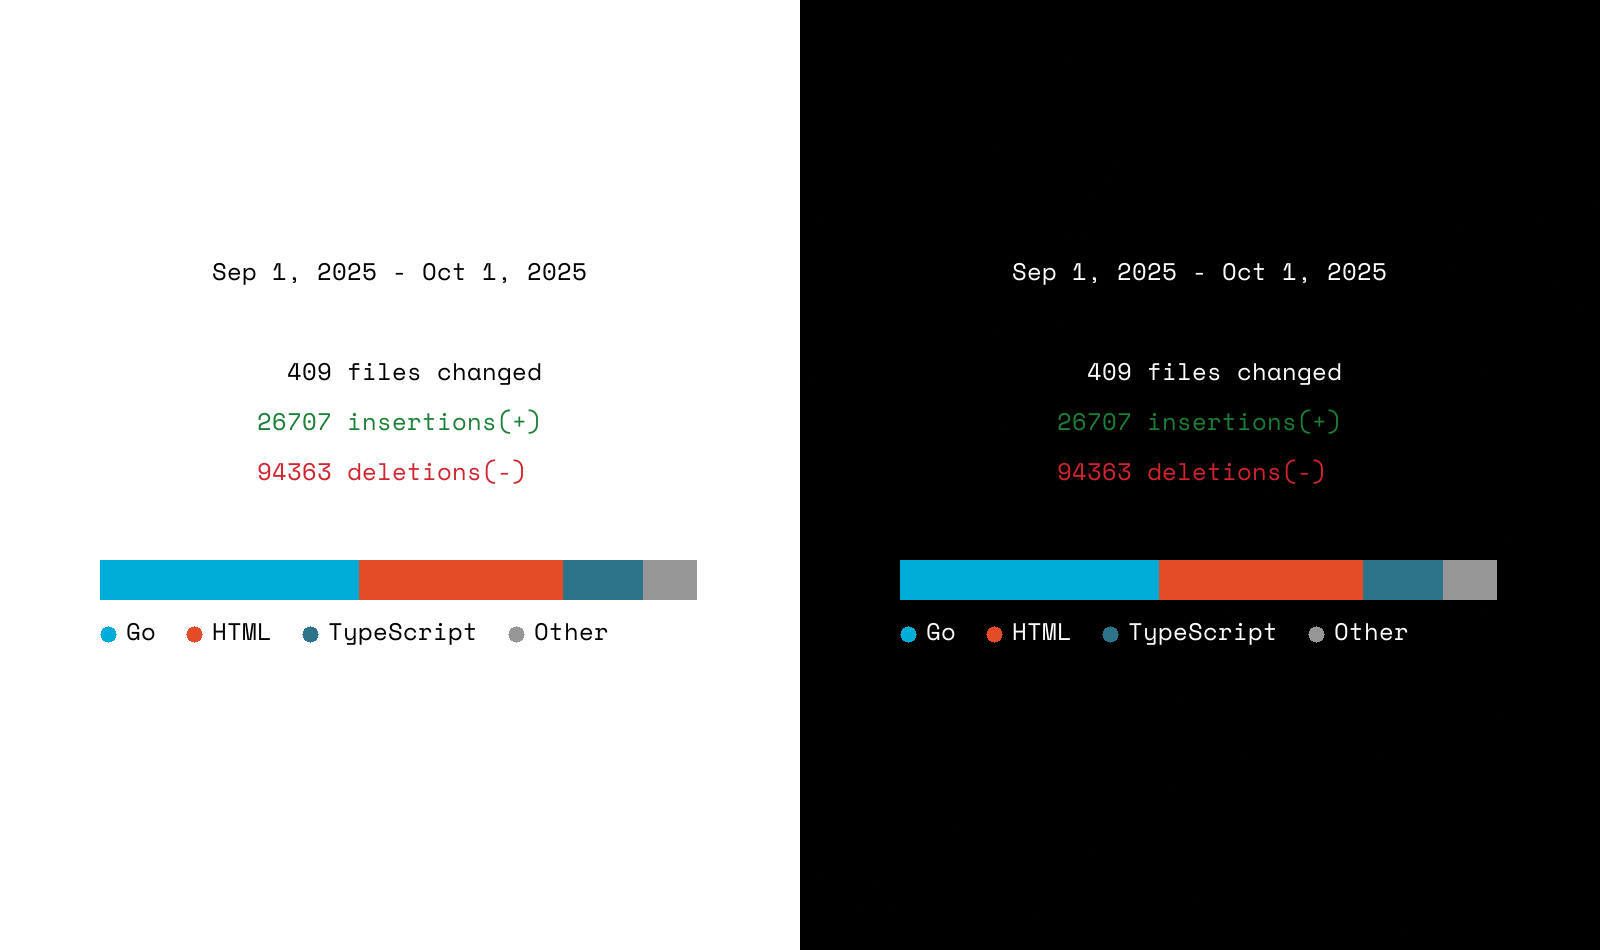 Sep 1, 2025 - Oct 1, 2025
409 files changed
26707 insertions(+)
94363 deletions(-)
Go HTML TypeScript Other
Sep 1, 2025 - Oct 1, 2025
409 files changed
26707 insertions(+)
94363 deletions(-)
Go HTML TypeScript Other